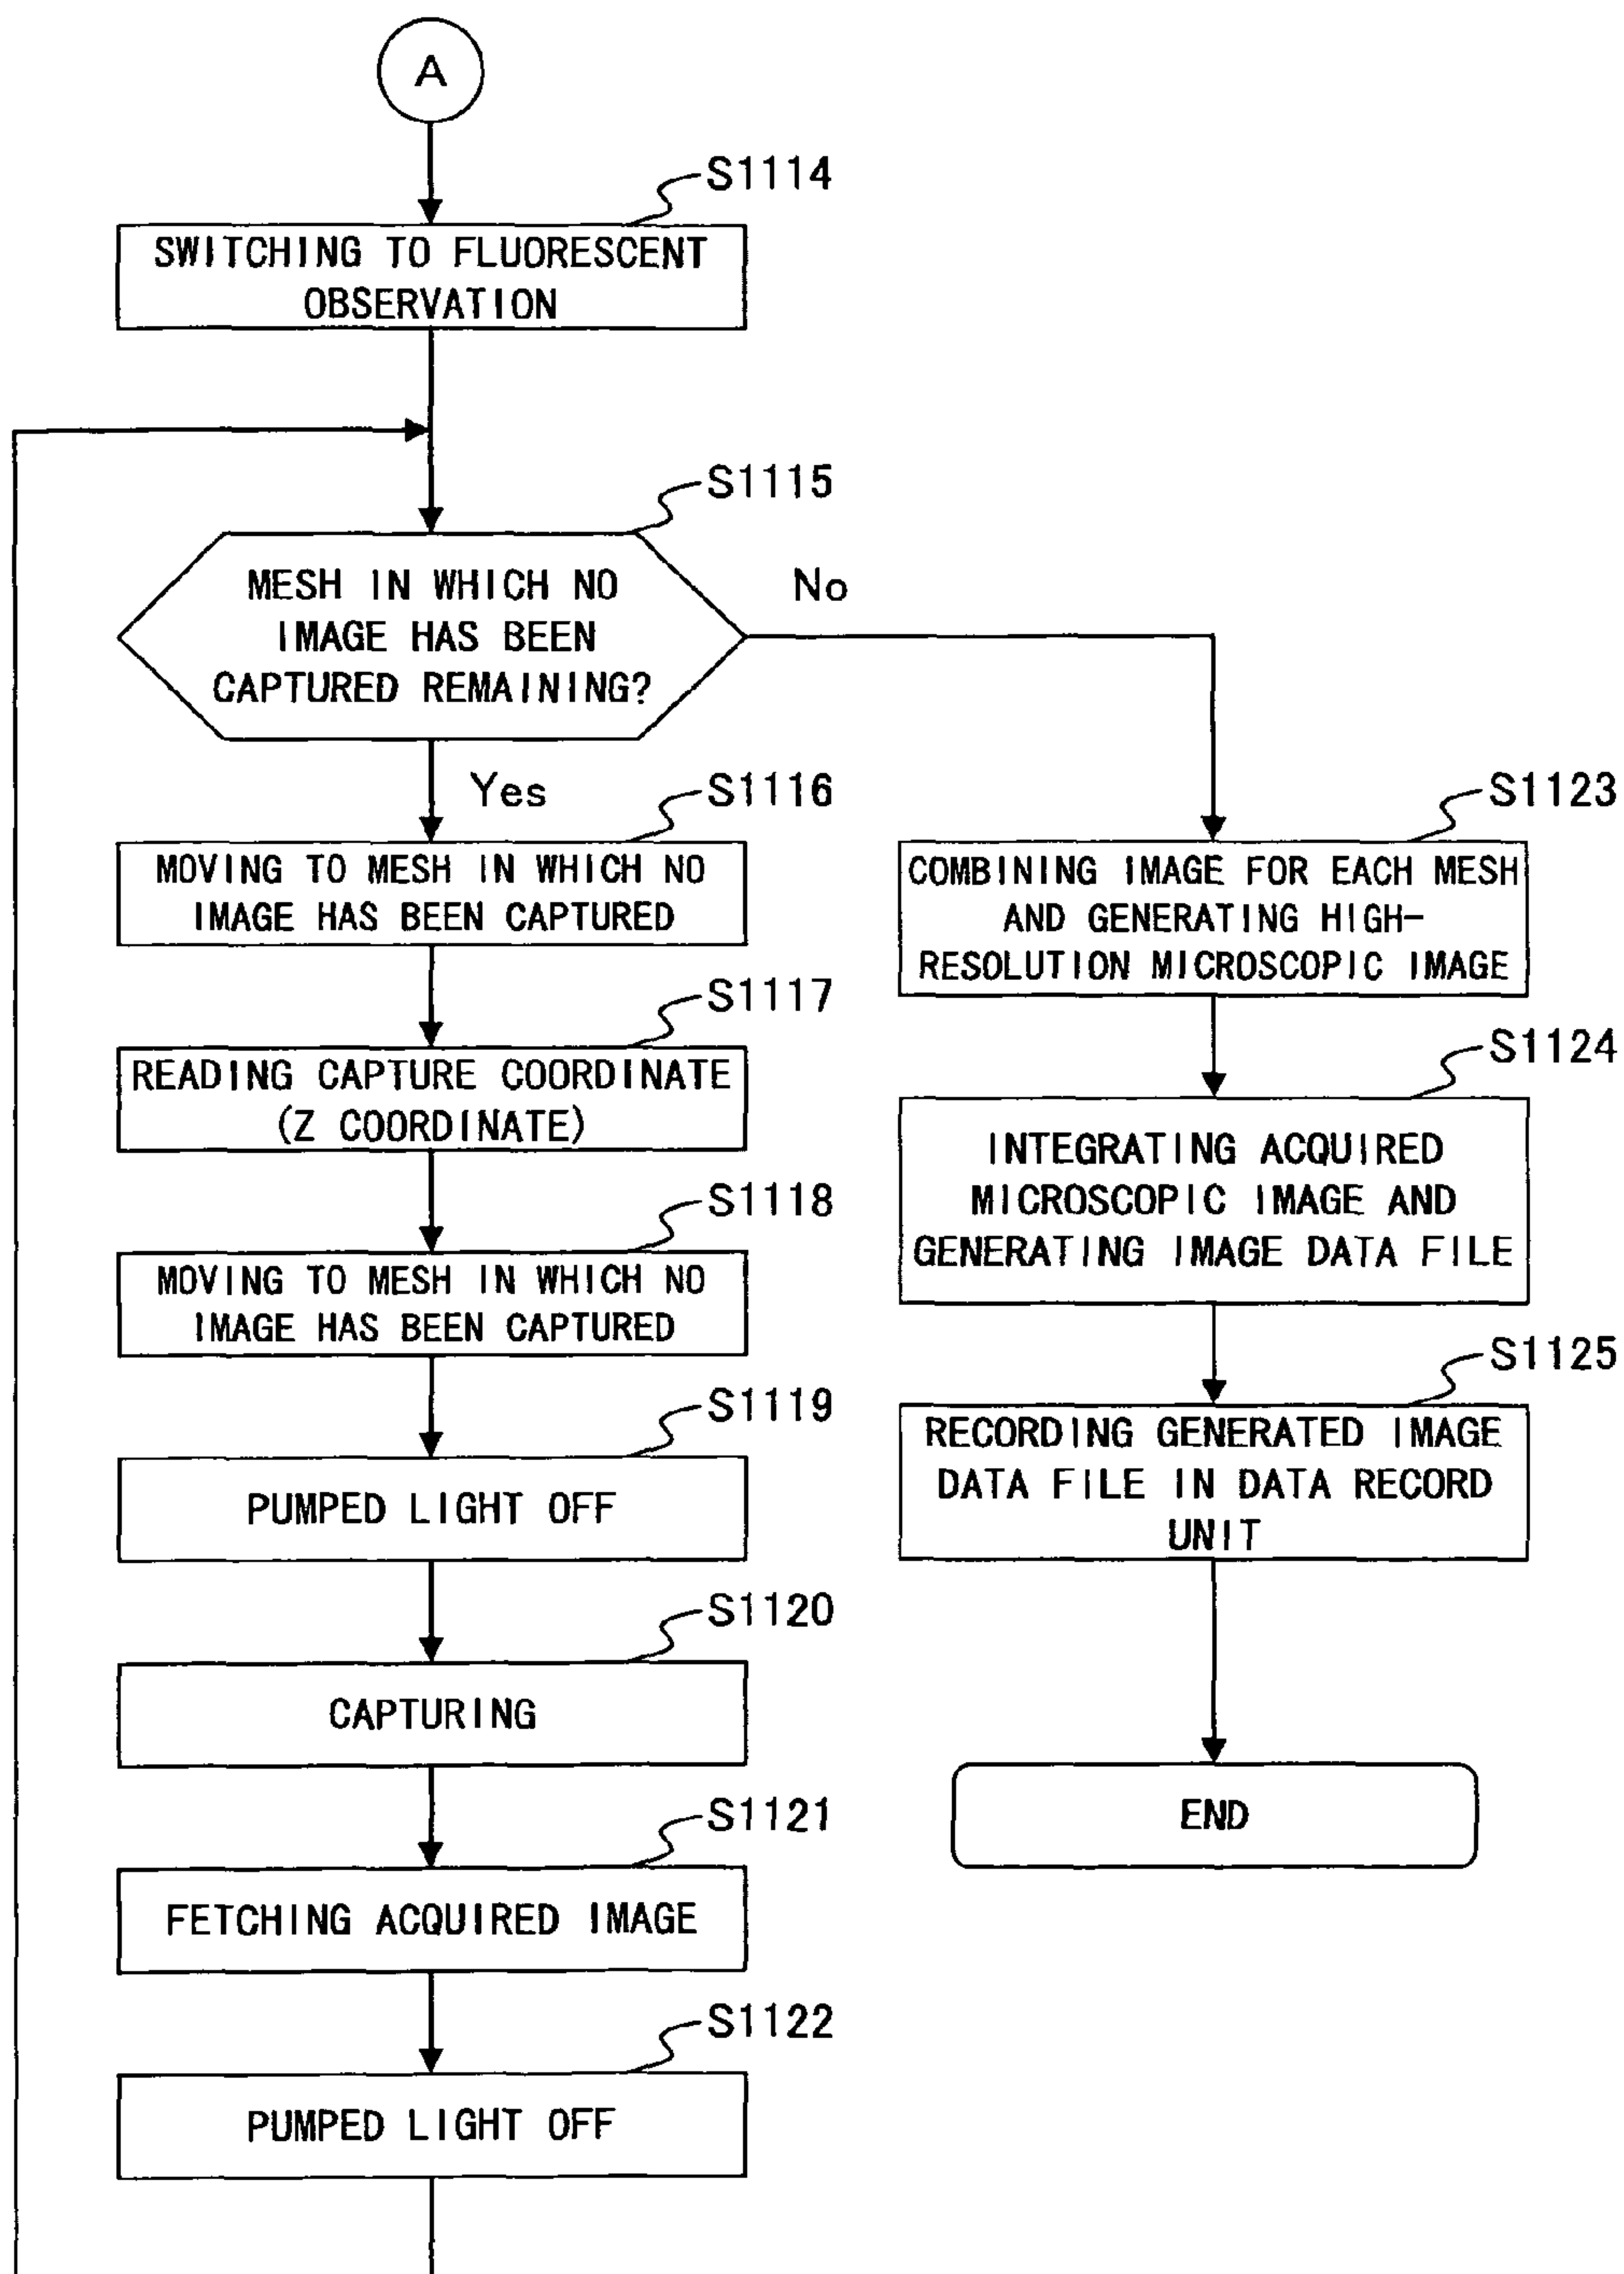 A
S1114
SWITCHING TO FLUORESCENT
OBSERVATION
S1115
MESH IN WHICH NO
IMAGE HAS BEEN
CAPTURED REMAINING?
No
Yes
S1116
MOVING TO MESH IN WHICH NO
IMAGE HAS BEEN CAPTURED
S1117
READING CAPTURE COORDINATE
(Z COORDINATE)
S1118
MOVING TO MESH IN WHICH NO
IMAGE HAS BEEN CAPTURED
S1119
PUMPED LIGHT OFF
S1120
CAPTURING
S1121
FETCHING ACQUIRED IMAGE
S1122
PUMPED LIGHT OFF
S1123
COMBINING IMAGE FOR EACH MESH
AND GENERATING HIGH-
RESOLUTION MICROSCOPIC IMAGE
S1124
INTEGRATING ACQUIRED
MICROSCOPIC IMAGE AND
GENERATING IMAGE DATA FILE
S1125
RECORDING GENERATED IMAGE
DATA FILE IN DATA RECORD
UNIT
END